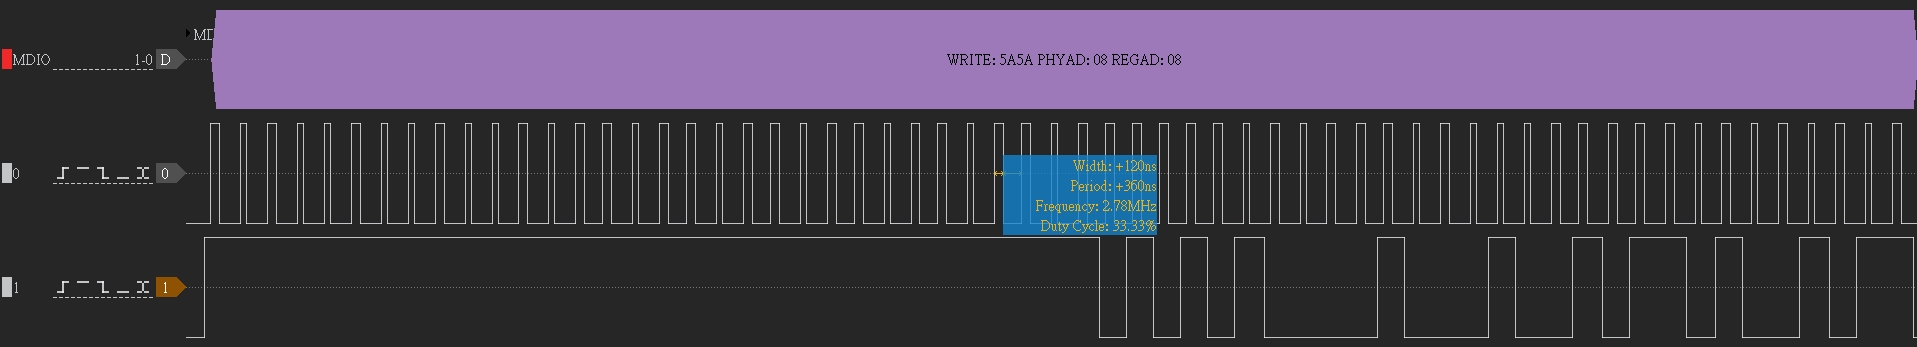 MD
MDIO 1-0 D
WRITE: 5A5A PHYAD: 08 REGAD: 08
0 0
Width: +120ns
Period: +360ns
Frequency: 2.78MHz
Duty Cycle: 33.33%
1 1